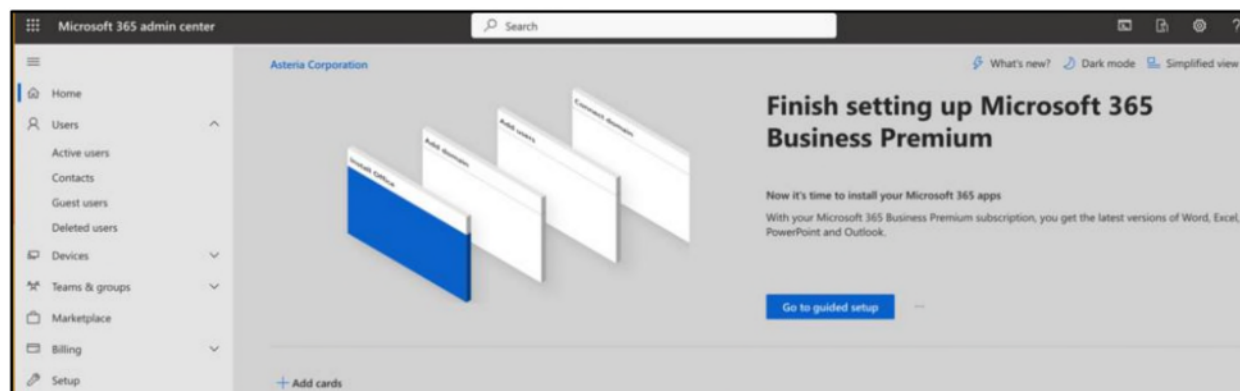 Microsoft 365 admin center
Search
?
Asteria Corporation
What's new?
Dark mode
Simplified view
Home
Users
Active users
Contacts
Guest users
Deleted users
Devices
Teams & groups
Marketplace
Billing
Setup
Install Office
Add domain
Add users
Connect domain
Finish setting up Microsoft 365
Business Premium
Now it's time to install your Microsoft 365 apps
With your Microsoft 365 Business Premium subscription, you get the latest versions of Word, Excel,
PowerPoint and Outlook.
Go to guided setup
...
+ Add cards